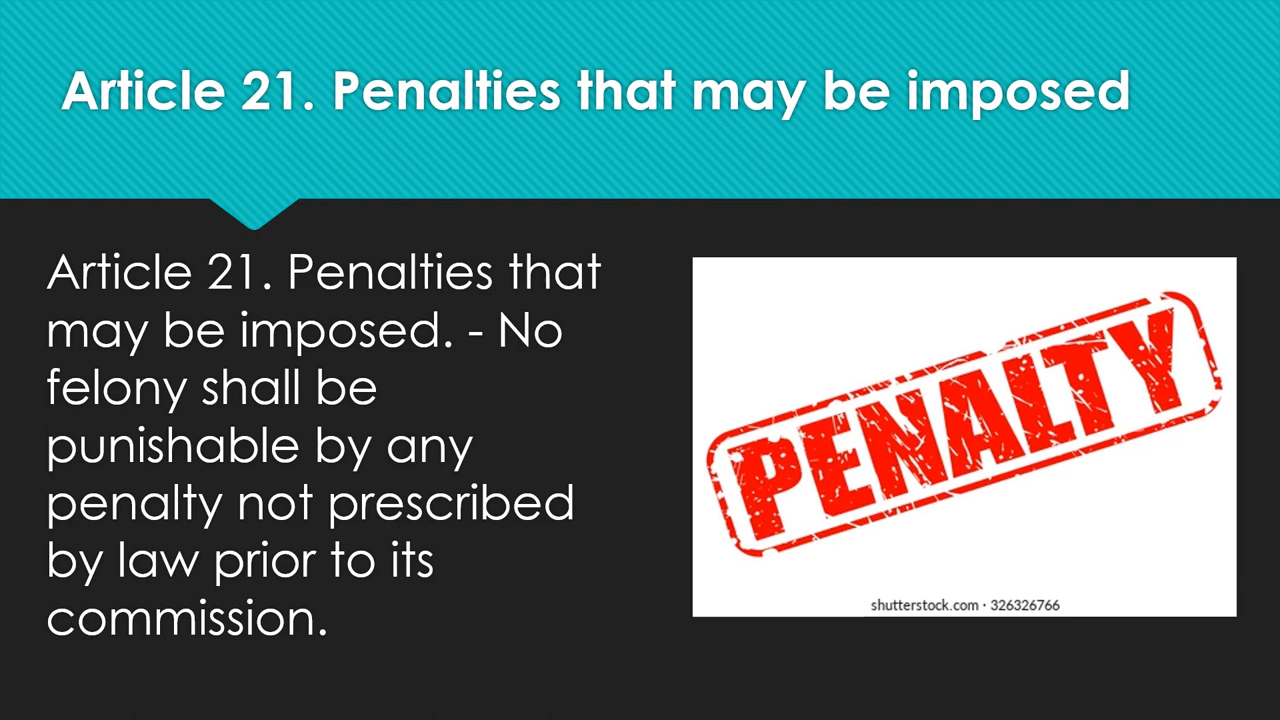 Article 21. Penalties that may be imposed
Article 21. Penalties that
may be imposed. - No
felony shall be
punishable by any
penalty not prescribed
by law prior to its
commission.
PENALTY
shutterstock.com · 326326766